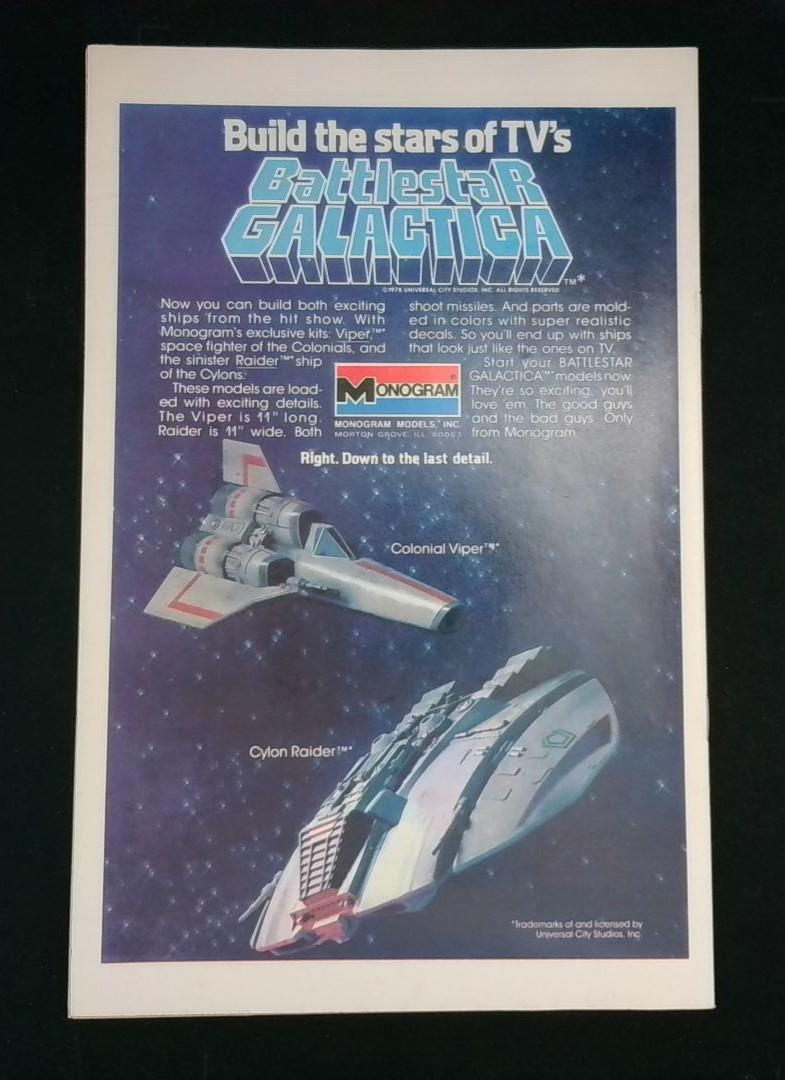 Build the stars of TV's
Battlestar
GALACTICA
TM*
©1978 UNIVERSAL CITY STUDIOS, INC. ALL RIGHTS RESERVED
Now you can build both exciting
ships from the hit show. With
Monogram's exclusive kits: Viper,™*
space fighter of the Colonials, and
the sinister Raider™* ship
of the Cylons.*
These models are load-
ed with exciting details.
The Viper is 11" long.
Raider is 11" wide. Both
shoot missiles. And parts are mold-
ed in colors with super realistic
decals. So you'll end up with ships
that look just like the ones on TV.
Start your BATTLESTAR
GALACTICA™* models now.
They're so exciting, you'll
love 'em. The good guys
and the bad guys. Only
from Monogram.
MONOGRAM®
MONOGRAM MODELS, INC.
MORTON GROVE, ILL. 60053
Right. Down to the last detail.
Colonial Viper™*
Cylon Raider™*
*Trademarks of and licensed by
Universal City Studios, Inc.